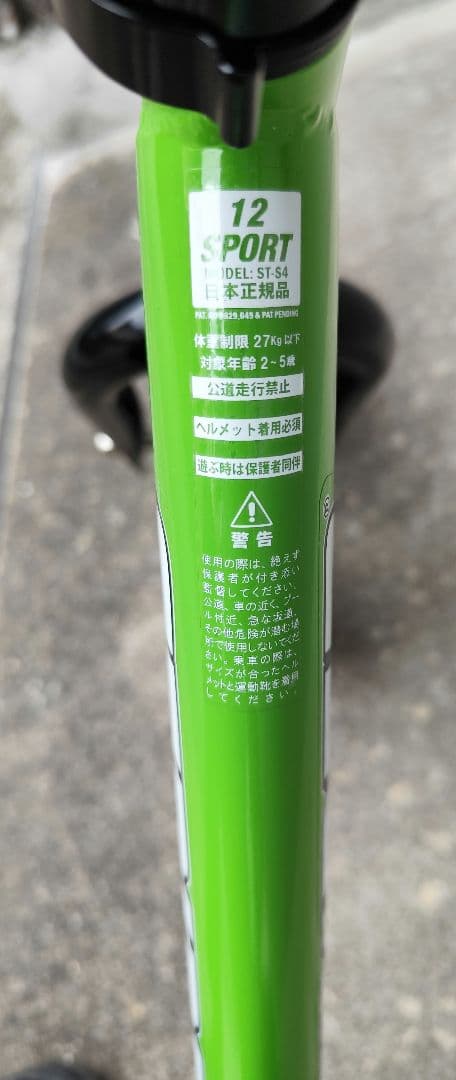 12
SPORT
MODEL: ST-S4
日本正規品
& PAT PENDING
体重制限 27Kg 以下
対象年齢 2~5歳
公道走行禁止
ヘルメット着用必須
遊ぶ時は保護者同伴
警告
使用の際は、絶えず
保護者が付き添い
監督してください。
公道、車の近く、プー
ル付近、急な坂道、
その他危険が潜む場
所で使用しないでくだ
さい。乗車の際は、
サイズが合ったヘル
メットと運動靴を着用
してください。